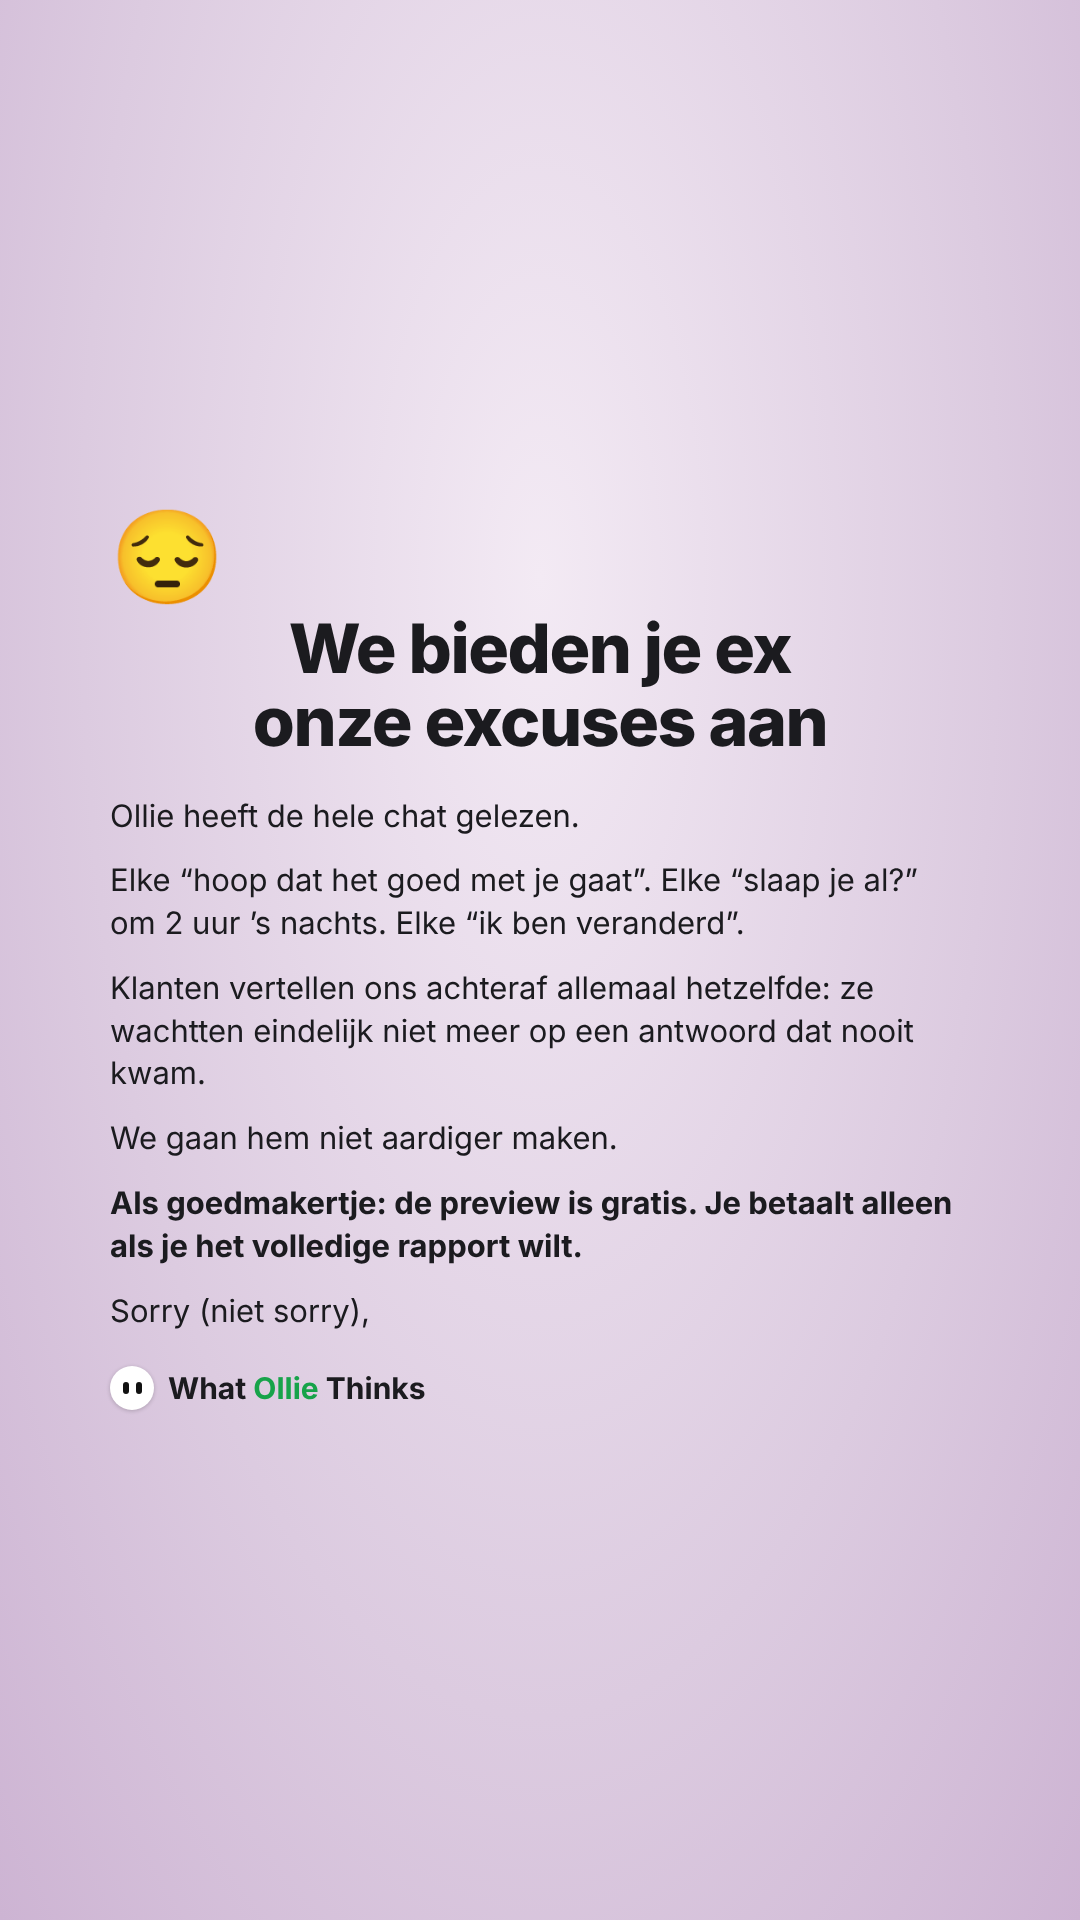 We bieden je ex
onze excuses aan
Ollie heeft de hele chat gelezen.
Elke “hoop dat het goed met je gaat”. Elke “slaap je al?”
om 2 uur ’s nachts. Elke “ik ben veranderd”.
Klanten vertellen ons achteraf allemaal hetzelfde: ze
wachtten eindelijk niet meer op een antwoord dat nooit
kwam.
We gaan hem niet aardiger maken.
Als goedmakertje: de preview is gratis. Je betaalt alleen
als je het volledige rapport wilt.
Sorry (niet sorry),
What Ollie Thinks